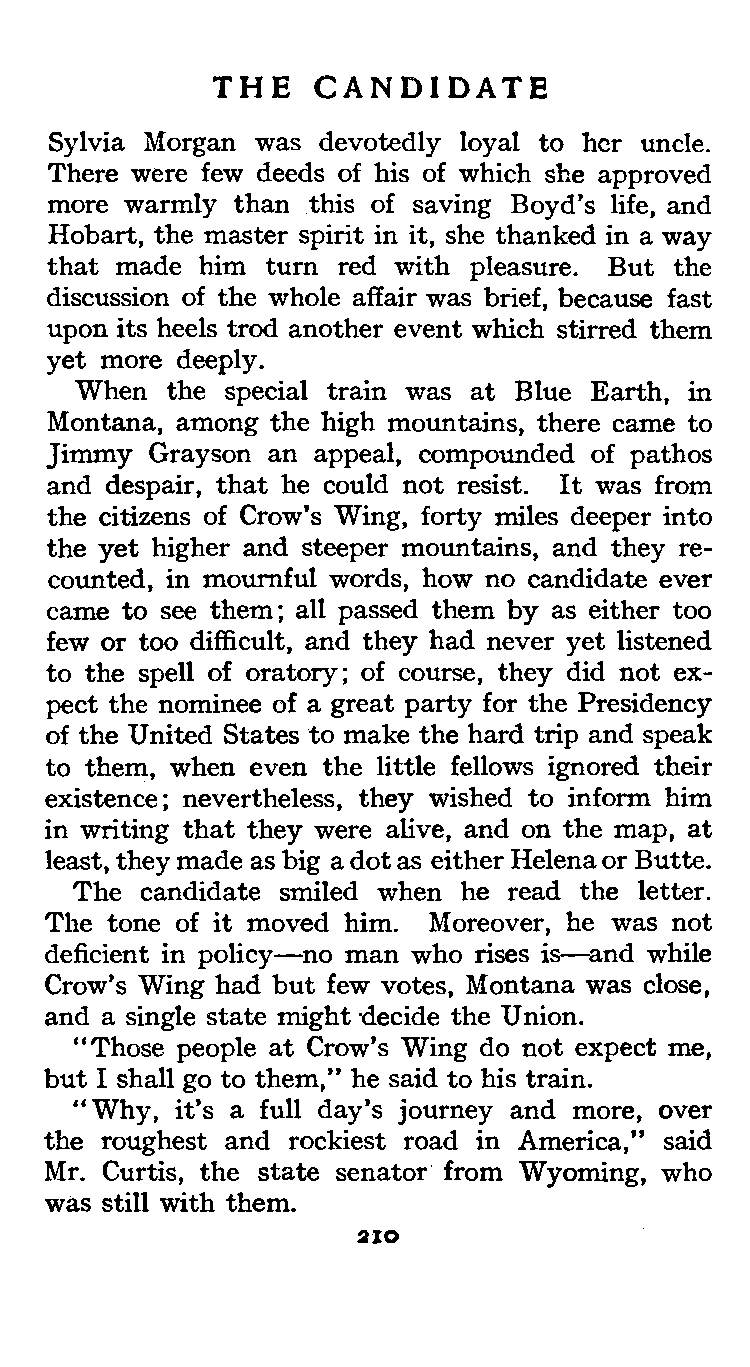 THE CANDIDATE
Sylvia Morgan was devotedly loyal to her uncle.
There were few deeds of his of which she approved
more warmly than this of saving Boyd's life, and
Hobart, the master spirit in it, she thanked in a way
that made him turn red with pleasure. But the
discussion of the whole affair was brief, because fast
upon its heels trod another event which stirred them
yet more deeply.
When the special train was at Blue Earth, in
Montana, among the high mountains, there came to
Jimmy Grayson an appeal, compounded of pathos
and despair, that he could not resist. It was from
the citizens of Crow's Wing, forty miles deeper into
the yet higher and steeper mountains, and they re-
counted, in mournful words, how no candidate ever
came to see them; all passed them by as either too
few or too difficult, and they had never yet listened
to the spell of oratory; of course, they did not ex-
pect the nominee of a great party for the Presidency
of the United States to make the hard trip and speak
to them, when even the little fellows ignored their
existence; nevertheless, they wished to inform him
in writing that they were alive, and on the map, at
least, they made as big a dot as either Helena or Butte.
The candidate smiled when he read the letter.
The tone of it moved him. Moreover, he was not
deficient in policy—no man who rises is—and while
Crow's Wing had but few votes, Montana was close,
and a single state might decide the Union.
"Those people at Crow's Wing do not expect me,
but I shall go to them," he said to his train.
"Why, it's a full day's journey and more, over
the roughest and rockiest road in America," said
Mr. Curtis, the state senator from Wyoming, who
was still with them.
210